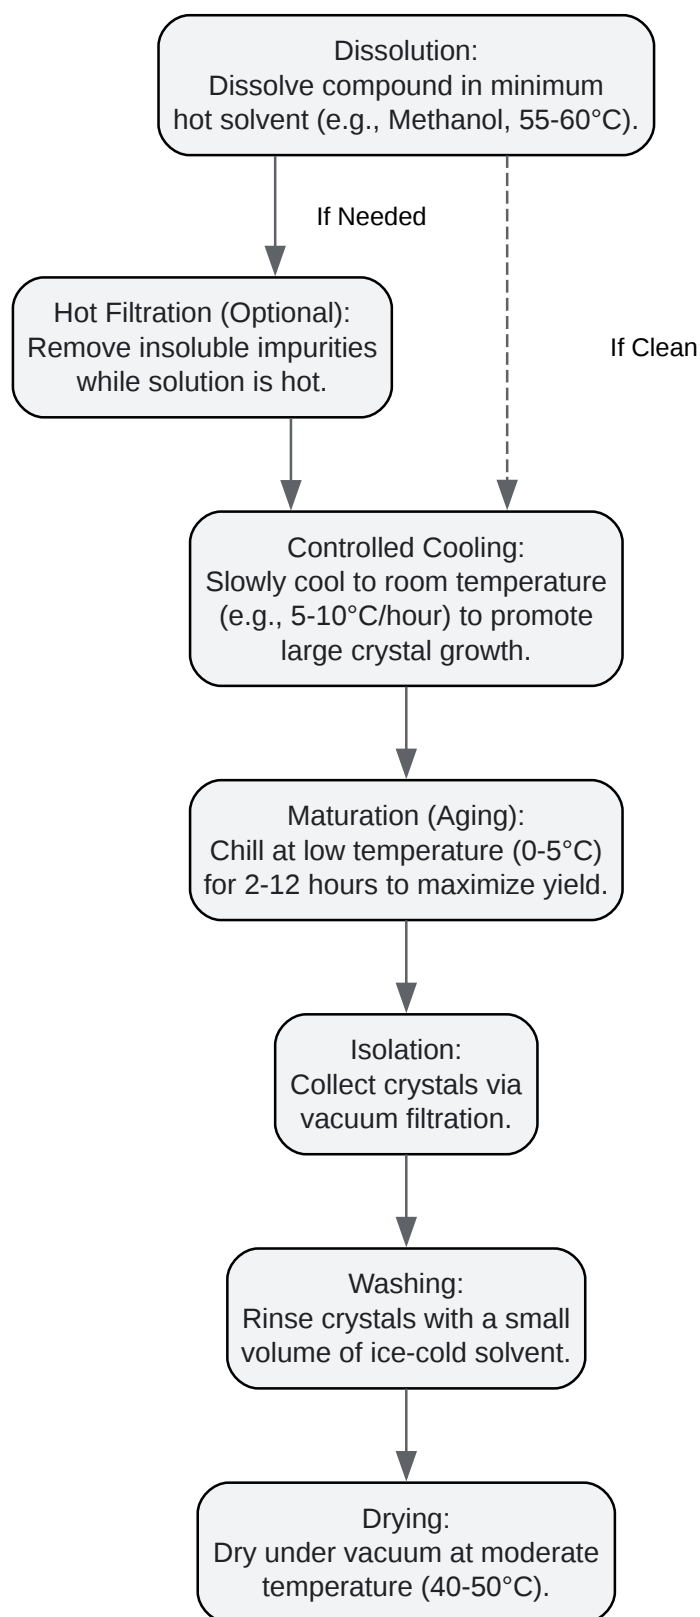 Dissolution:
Dissolve compound in minimum
hot solvent (e.g., Methanol, 55-60°C).
If Needed
Hot Filtration (Optional):
Remove insoluble impurities
while solution is hot.
If Clean
Controlled Cooling:
Slowly cool to room temperature
(e.g., 5-10°C/hour) to promote
large crystal growth.
Maturation (Aging):
Chill at low temperature (0-5°C)
for 2-12 hours to maximize yield.
Isolation:
Collect crystals via
vacuum filtration.
Washing:
Rinse crystals with a small
volume of ice-cold solvent.
Drying:
Dry under vacuum at moderate
temperature (40-50°C).